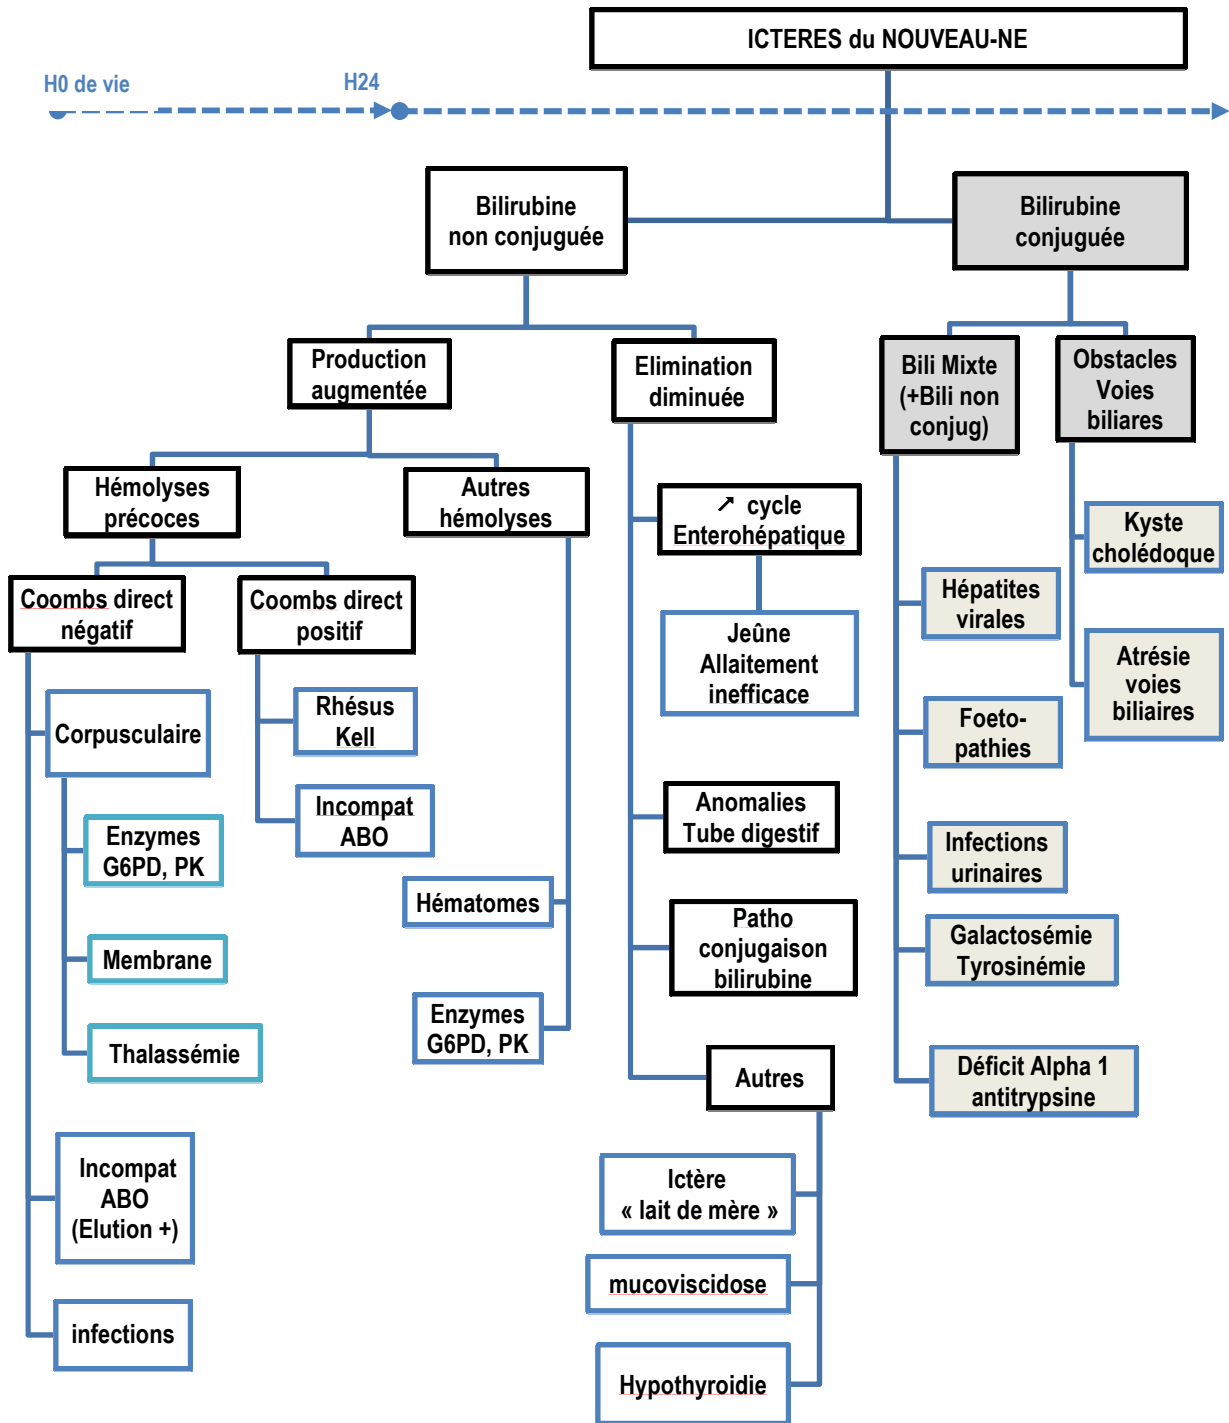 ICTERES du NOUVEAU-NE
H0 de vie
H24
Bilirubine
non conjuguée
Bilirubine
conjuguée
Production
augmentée
Elimination
diminuée
Bili Mixte
(+Bili non
conjug)
Obstacles
Voies
biliares
Hémolyses
précoces
Autres
hémolyses
↗ cycle
Enterohépatique
Kyste
cholédoque
Coombs direct
négatif
Coombs direct
positif
Hépatites
virales
Jeûne
Allaitement
inefficace
Atrésie
voies
biliaires
Corpusculaire
Rhésus
Kell
Foeto-
pathies
Enzymes
G6PD, PK
Incompat
ABO
Anomalies
Tube digestif
Infections
urinaires
Hématomes
Patho
conjugaison
bilirubine
Galactosémie
Tyrosinémie
Membrane
Enzymes
G6PD, PK
Thalassémie
Autres
Déficit Alpha 1
antitrypsine
Incompat
ABO
(Elution +)
Ictère
« lait de mère »
mucoviscidose
infections
Hypothyroidie